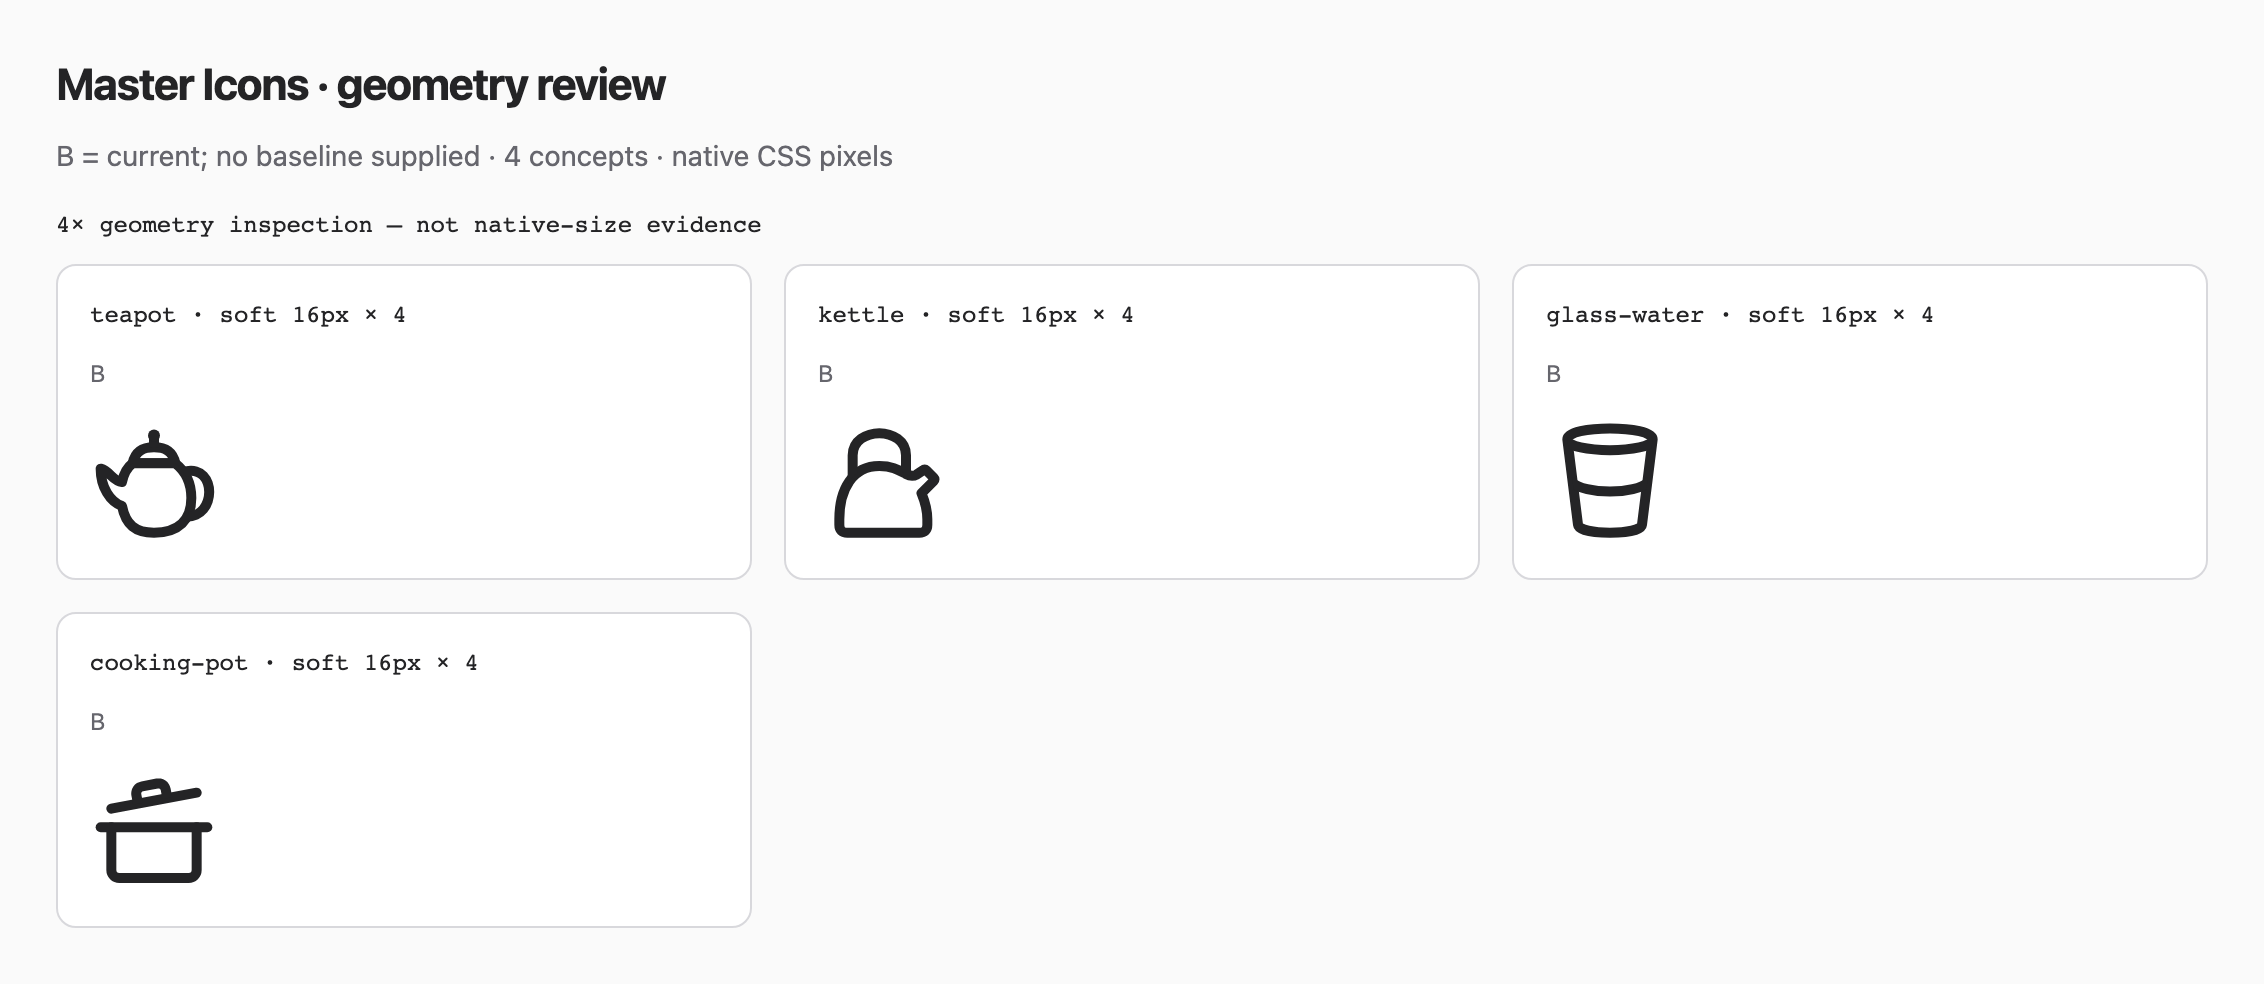 Master Icons · geometry review
B = current; no baseline supplied · 4 concepts · native CSS pixels
4× geometry inspection — not native-size evidence
teapot · soft 16px × 4
B
kettle · soft 16px × 4
B
glass-water · soft 16px × 4
B
cooking-pot · soft 16px × 4
B